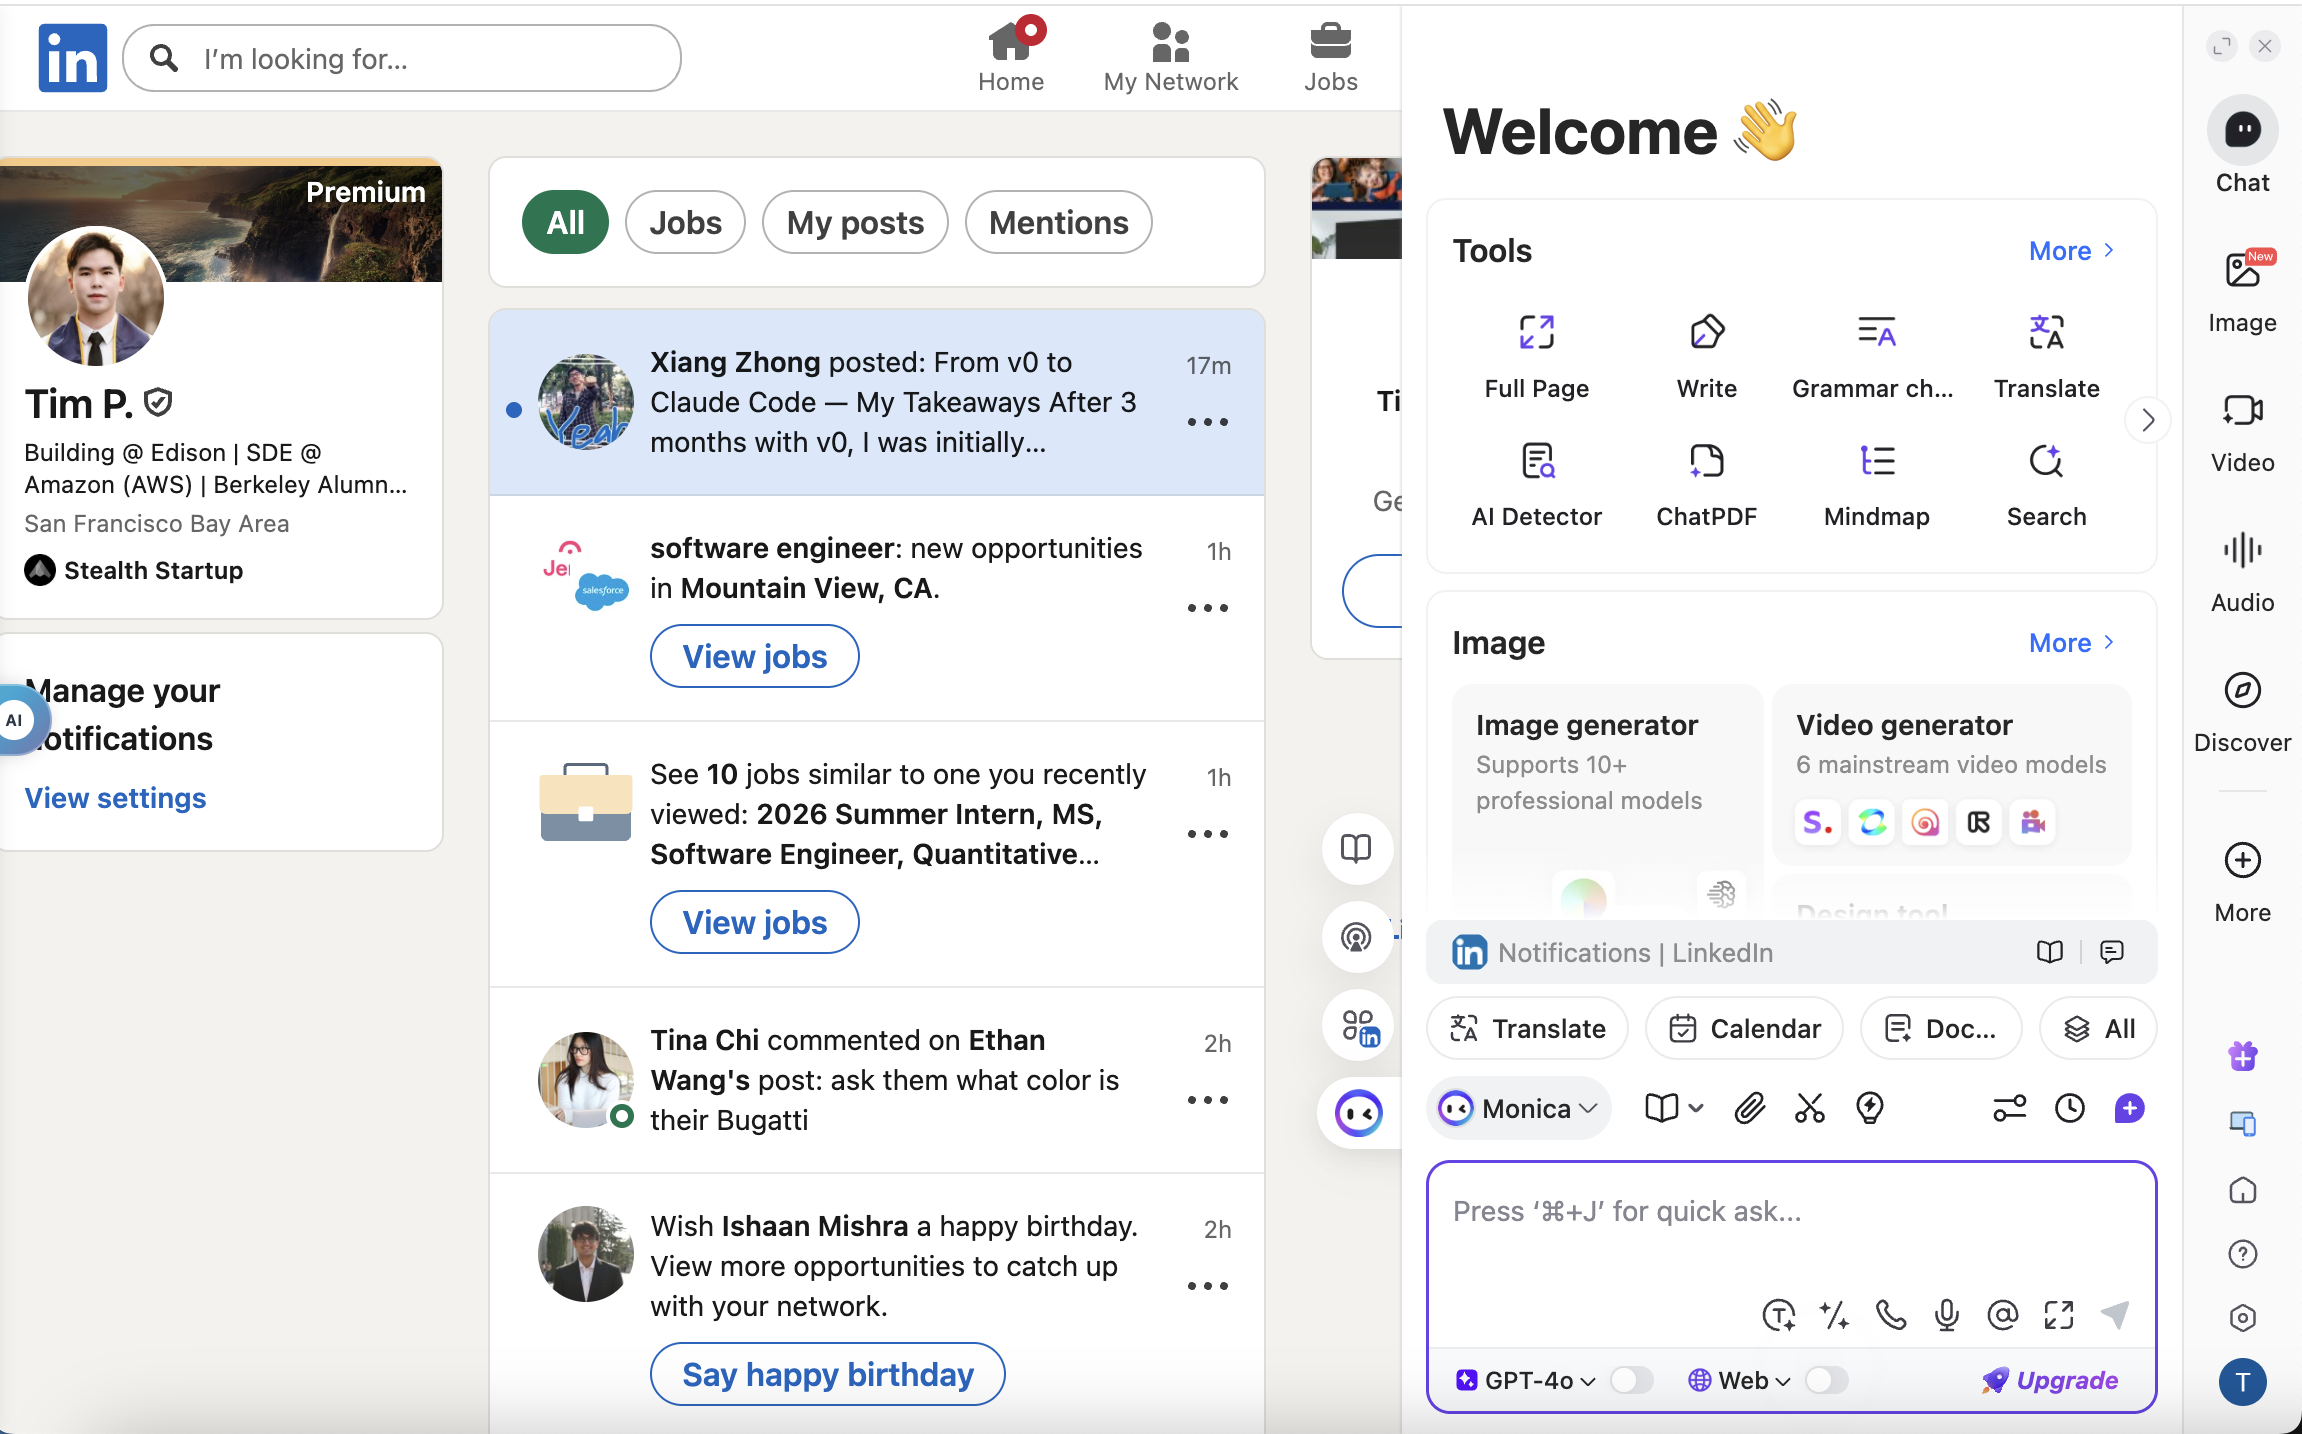 in
I'm looking for...
Home
My Network
Jobs
Premium
Tim P.
Building @ Edison | SDE @
Amazon (AWS) | Berkeley Alumn...
San Francisco Bay Area
Stealth Startup
Manage your
notifications
View settings
AI
All
Jobs
My posts
Mentions
Xiang Zhong posted: From v0 to
Claude Code — My Takeaways After 3
months with v0, I was initially...
17m
Yeah
software engineer: new opportunities
in Mountain View, CA.
1h
salesforce
View jobs
See 10 jobs similar to one you recently
viewed: 2026 Summer Intern, MS,
Software Engineer, Quantitative...
1h
View jobs
Tina Chi commented on Ethan
Wang's post: ask them what color is
their Bugatti
2h
Wish Ishaan Mishra a happy birthday.
View more opportunities to catch up
with your network.
2h
Say happy birthday
Ti
Ge
Welcome 👋
Tools
More >
Full Page
Write
Grammar ch...
Translate
AI Detector
ChatPDF
Mindmap
Search
Image
More >
Image generator
Supports 10+
professional models
Video generator
6 mainstream video models
Design tool
in
Notifications | LinkedIn
Translate
Calendar
Doc...
All
Monica
Press ‘⌘+J’ for quick ask...
GPT-4o
Web
Upgrade
Chat
New
Image
Video
Audio
Discover
More
T